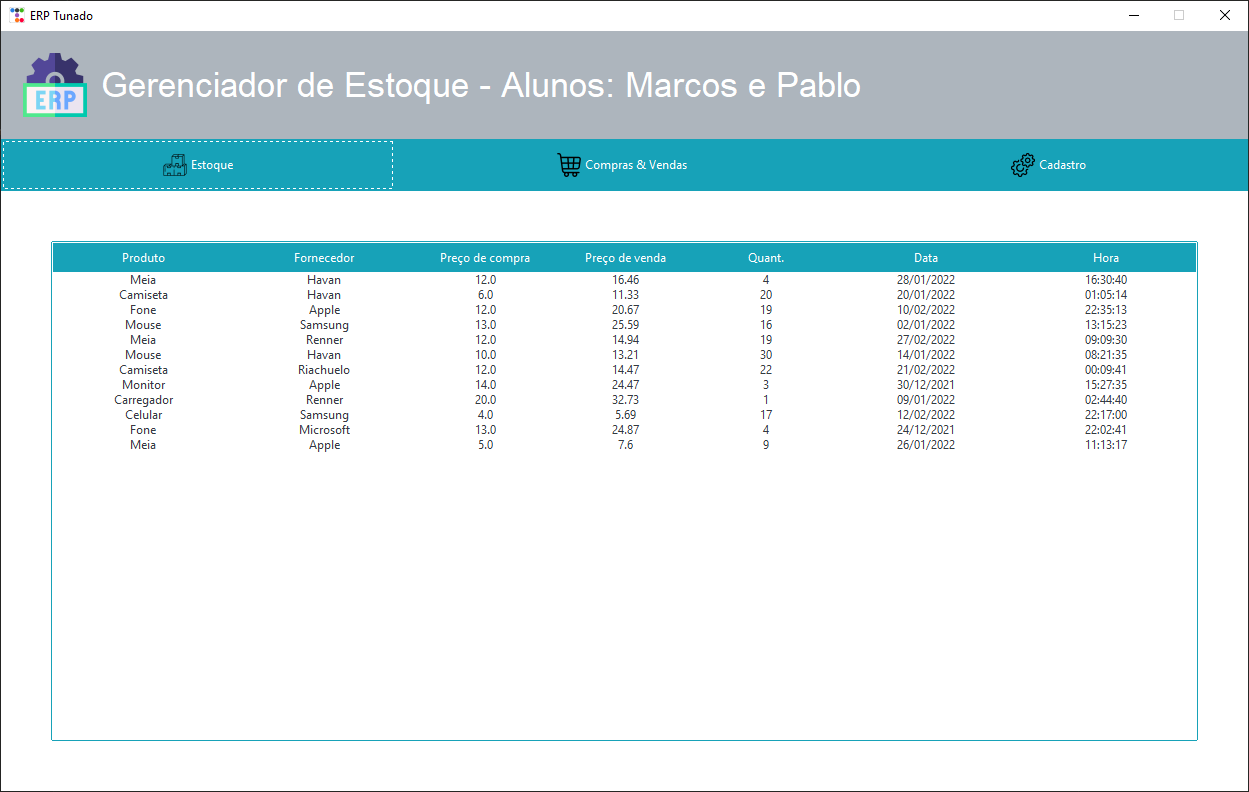 ERP Tunado
ERP
Gerenciador de Estoque - Alunos: Marcos e Pablo
Estoque Compras & Vendas Cadastro
Produto Fornecedor Preço de compra Preço de venda Quant. Data Hora
Meia Havan 12.0 16.46 4 28/01/2022 16:30:40
Camiseta Havan 6.0 11.33 20 20/01/2022 01:05:14
Fone Apple 12.0 20.67 19 10/02/2022 22:35:13
Mouse Samsung 13.0 25.59 16 02/01/2022 13:15:23
Meia Renner 12.0 14.94 19 27/02/2022 09:09:30
Mouse Havan 10.0 13.21 30 14/01/2022 08:21:35
Camiseta Riachuelo 12.0 14.47 22 21/02/2022 00:09:41
Monitor Apple 14.0 24.47 3 30/12/2021 15:27:35
Carregador Renner 20.0 32.73 1 09/01/2022 02:44:40
Celular Samsung 4.0 5.69 17 12/02/2022 22:17:00
Fone Microsoft 13.0 24.87 4 24/12/2021 22:02:41
Meia Apple 5.0 7.6 9 26/01/2022 11:13:17